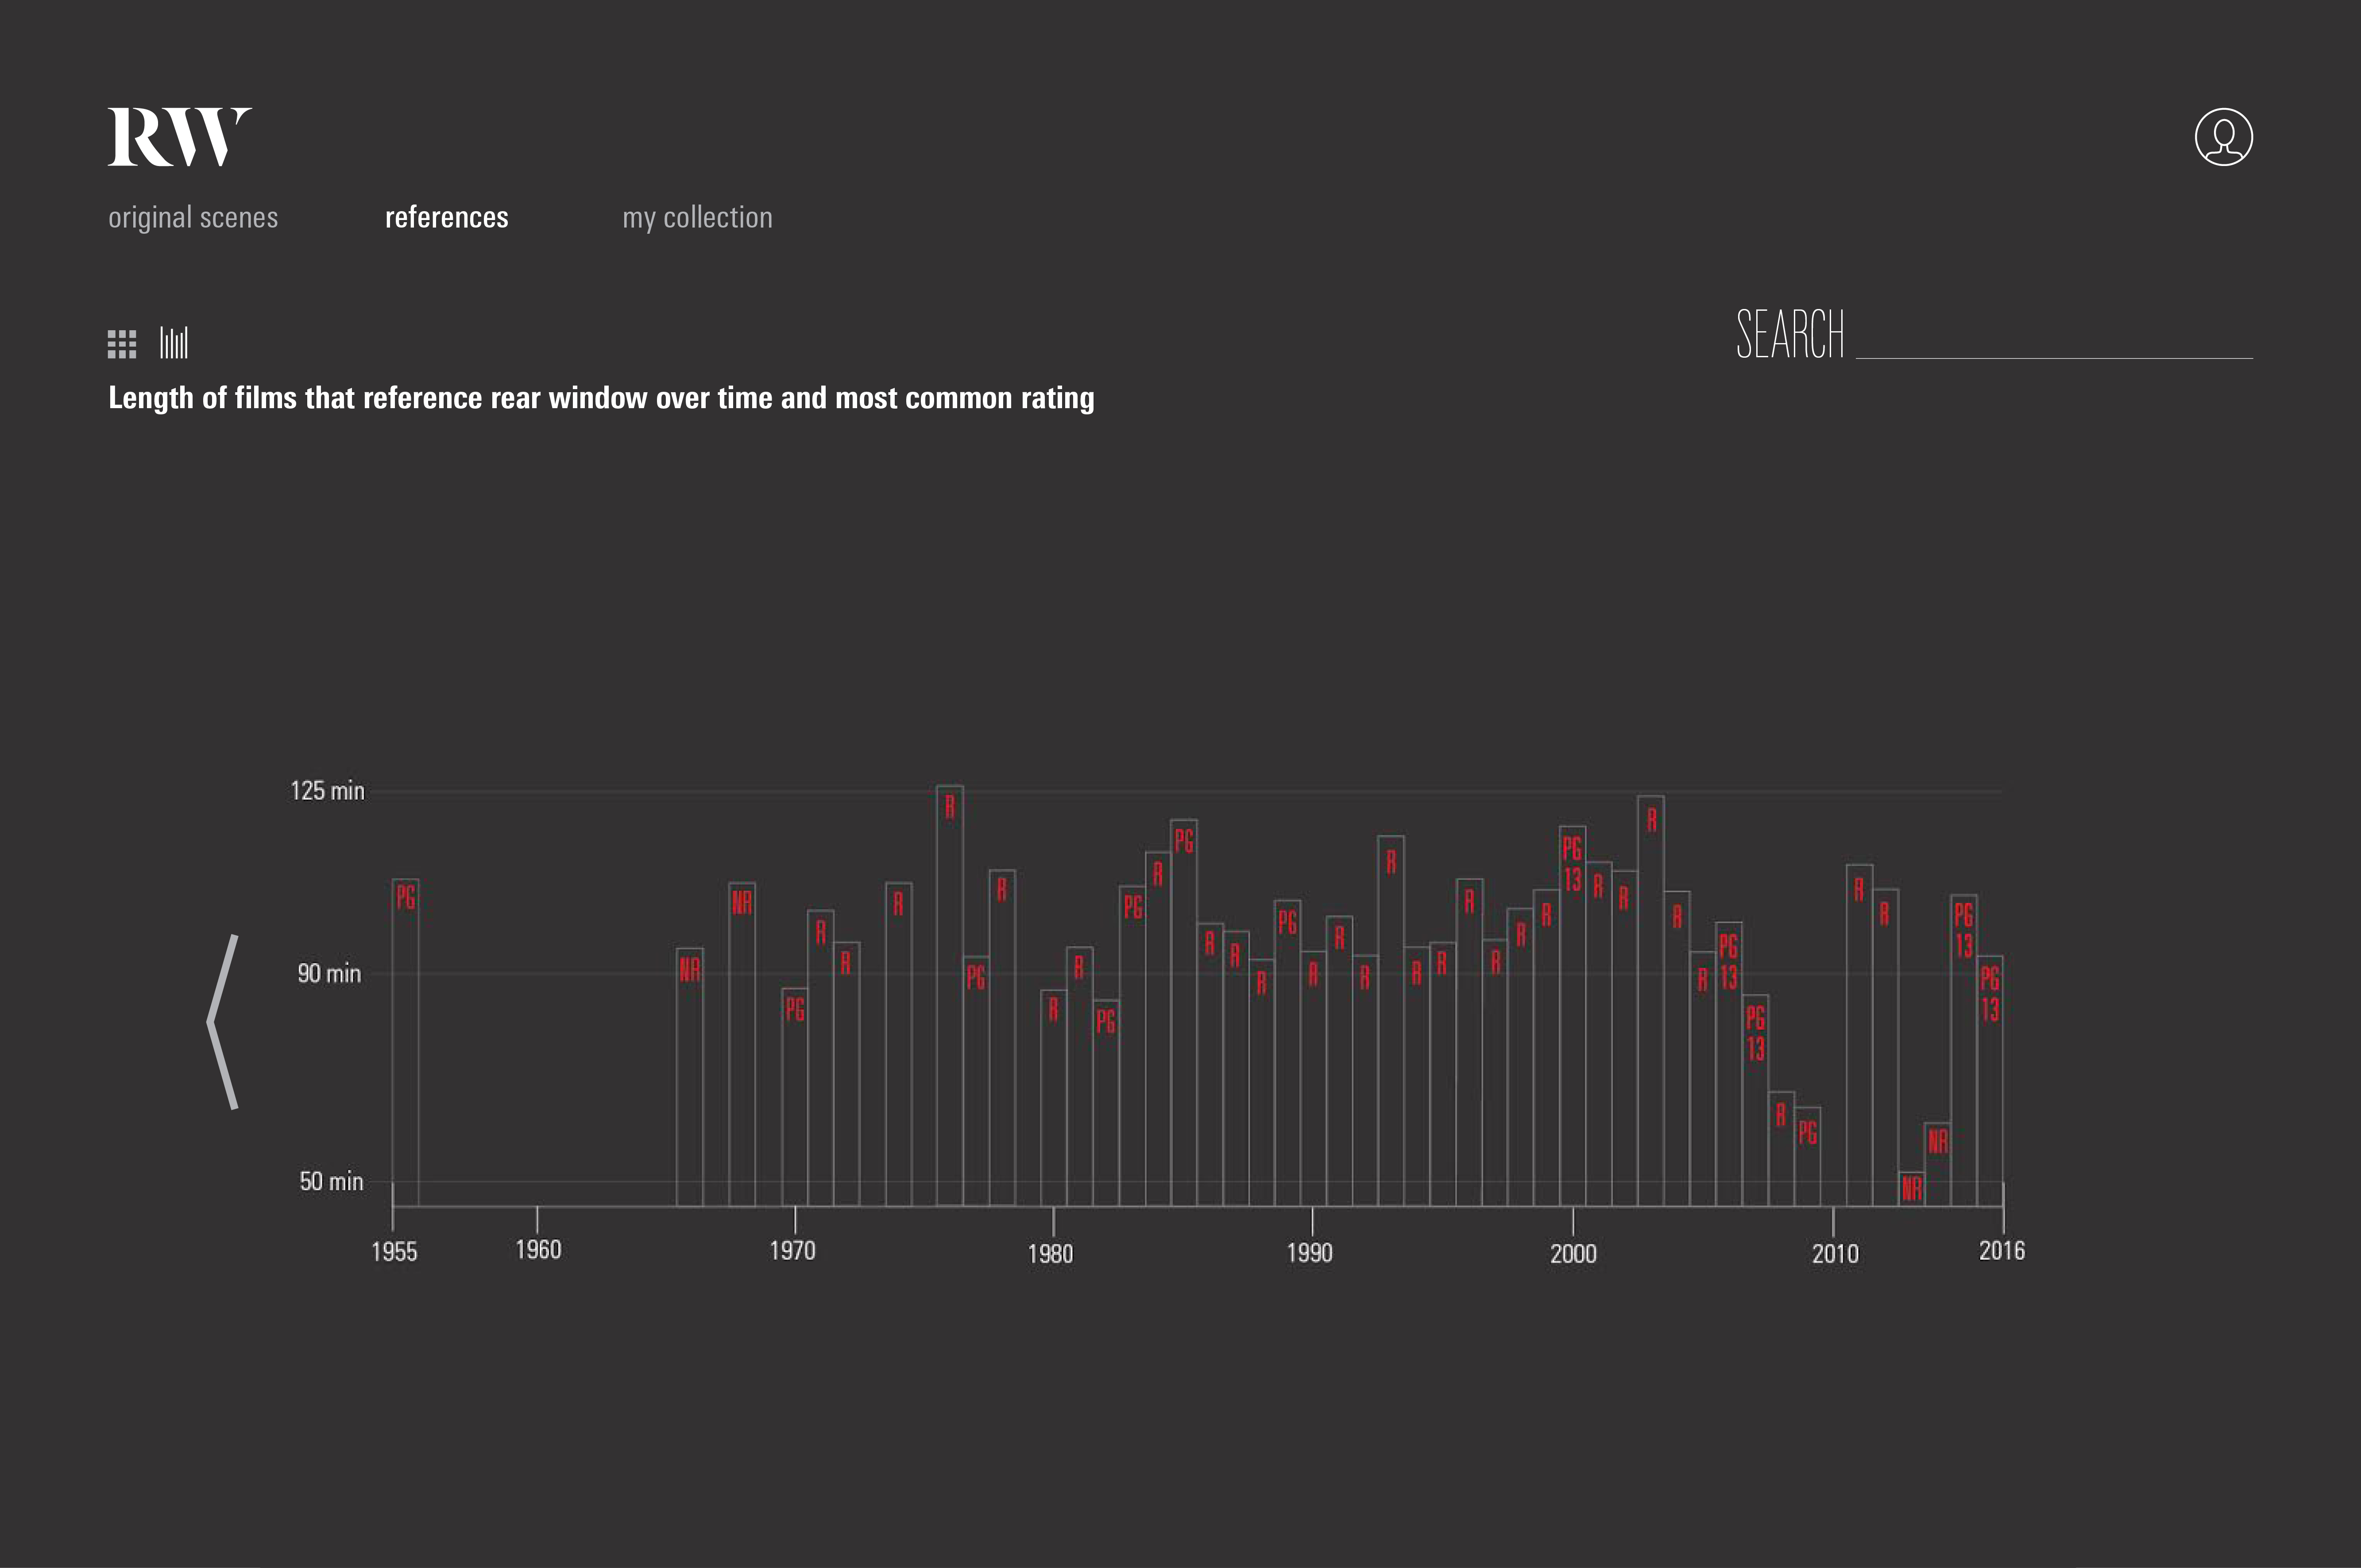 RW
original scenes references my collection
SEARCH
Length of films that reference rear window over time and most common rating
125 min
90 min
50 min
PG
NR
NR
PG
R
R
R
R
PG
R
R
R
PG
PG
R
PG
R
R
R
PG
R
R
R
R
R
R
R
R
R
R
PG
13
R
R
R
R
R
PG
13
PG
13
R
PG
R
R
NR
NR
PG
13
PG
13
1955 1960 1970 1980 1990 2000 2010 2016